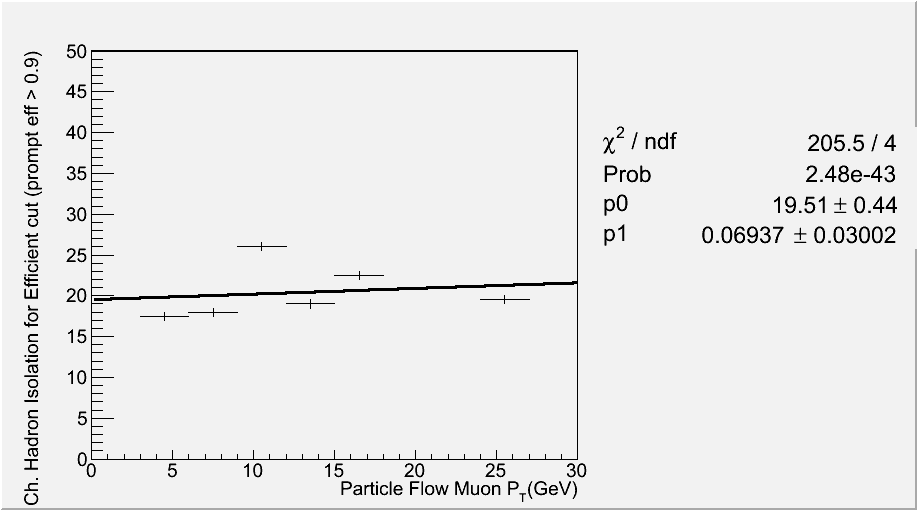 Ch. Hadron Isolation for Efficient cut (prompt eff > 0.9)
50
45
40
35
30
25
20
15
10
5
0
0 5 10 15 20 25 30
Particle Flow Muon P_T(GeV)
χ² / ndf 205.5 / 4
Prob 2.48e-43
p0 19.51 ± 0.44
p1 0.06937 ± 0.03002